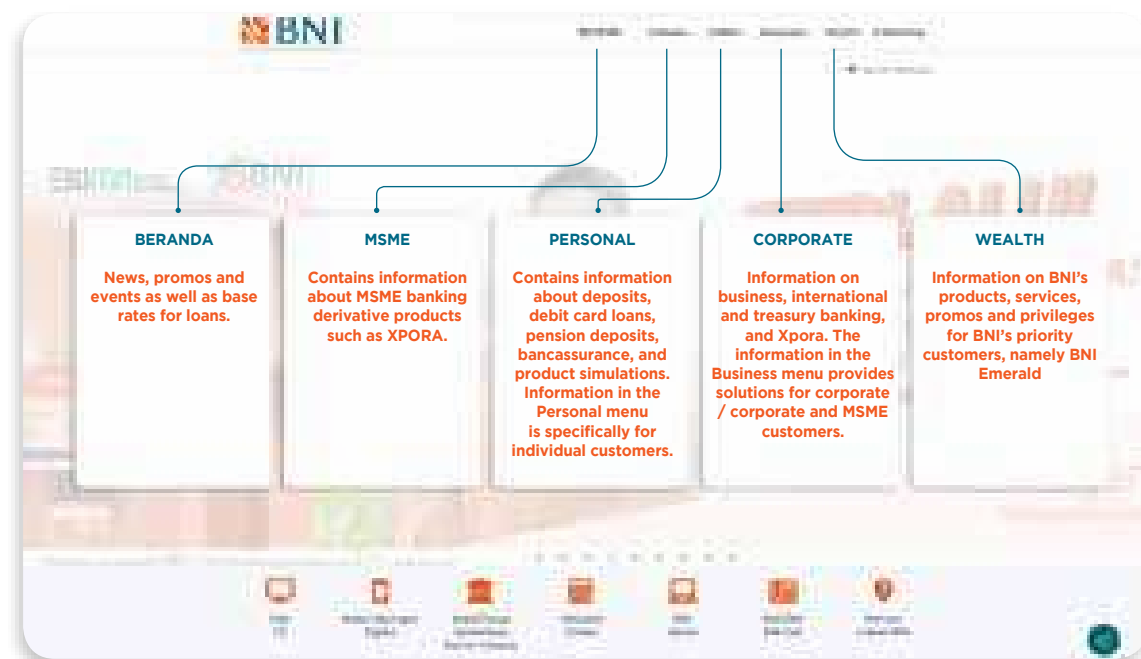 BNI
BERANDA
News, promos and
events as well as base
rates for loans.
MSME
Contains information
about MSME banking
derivative products
such as XPORA.
PERSONAL
Contains information
about deposits,
debit card loans,
pension deposits,
bancassurance, and
product simulations.
Information in the
Personal menu
is specifically for
individual customers.
CORPORATE
Information on
business, international
and treasury banking,
and Xpora. The
information in the
Business menu provides
solutions for corporate
/ corporate and MSME
customers.
WEALTH
Information on BNI’s
products, services,
promos and privileges
for BNI’s priority
customers, namely BNI
Emerald